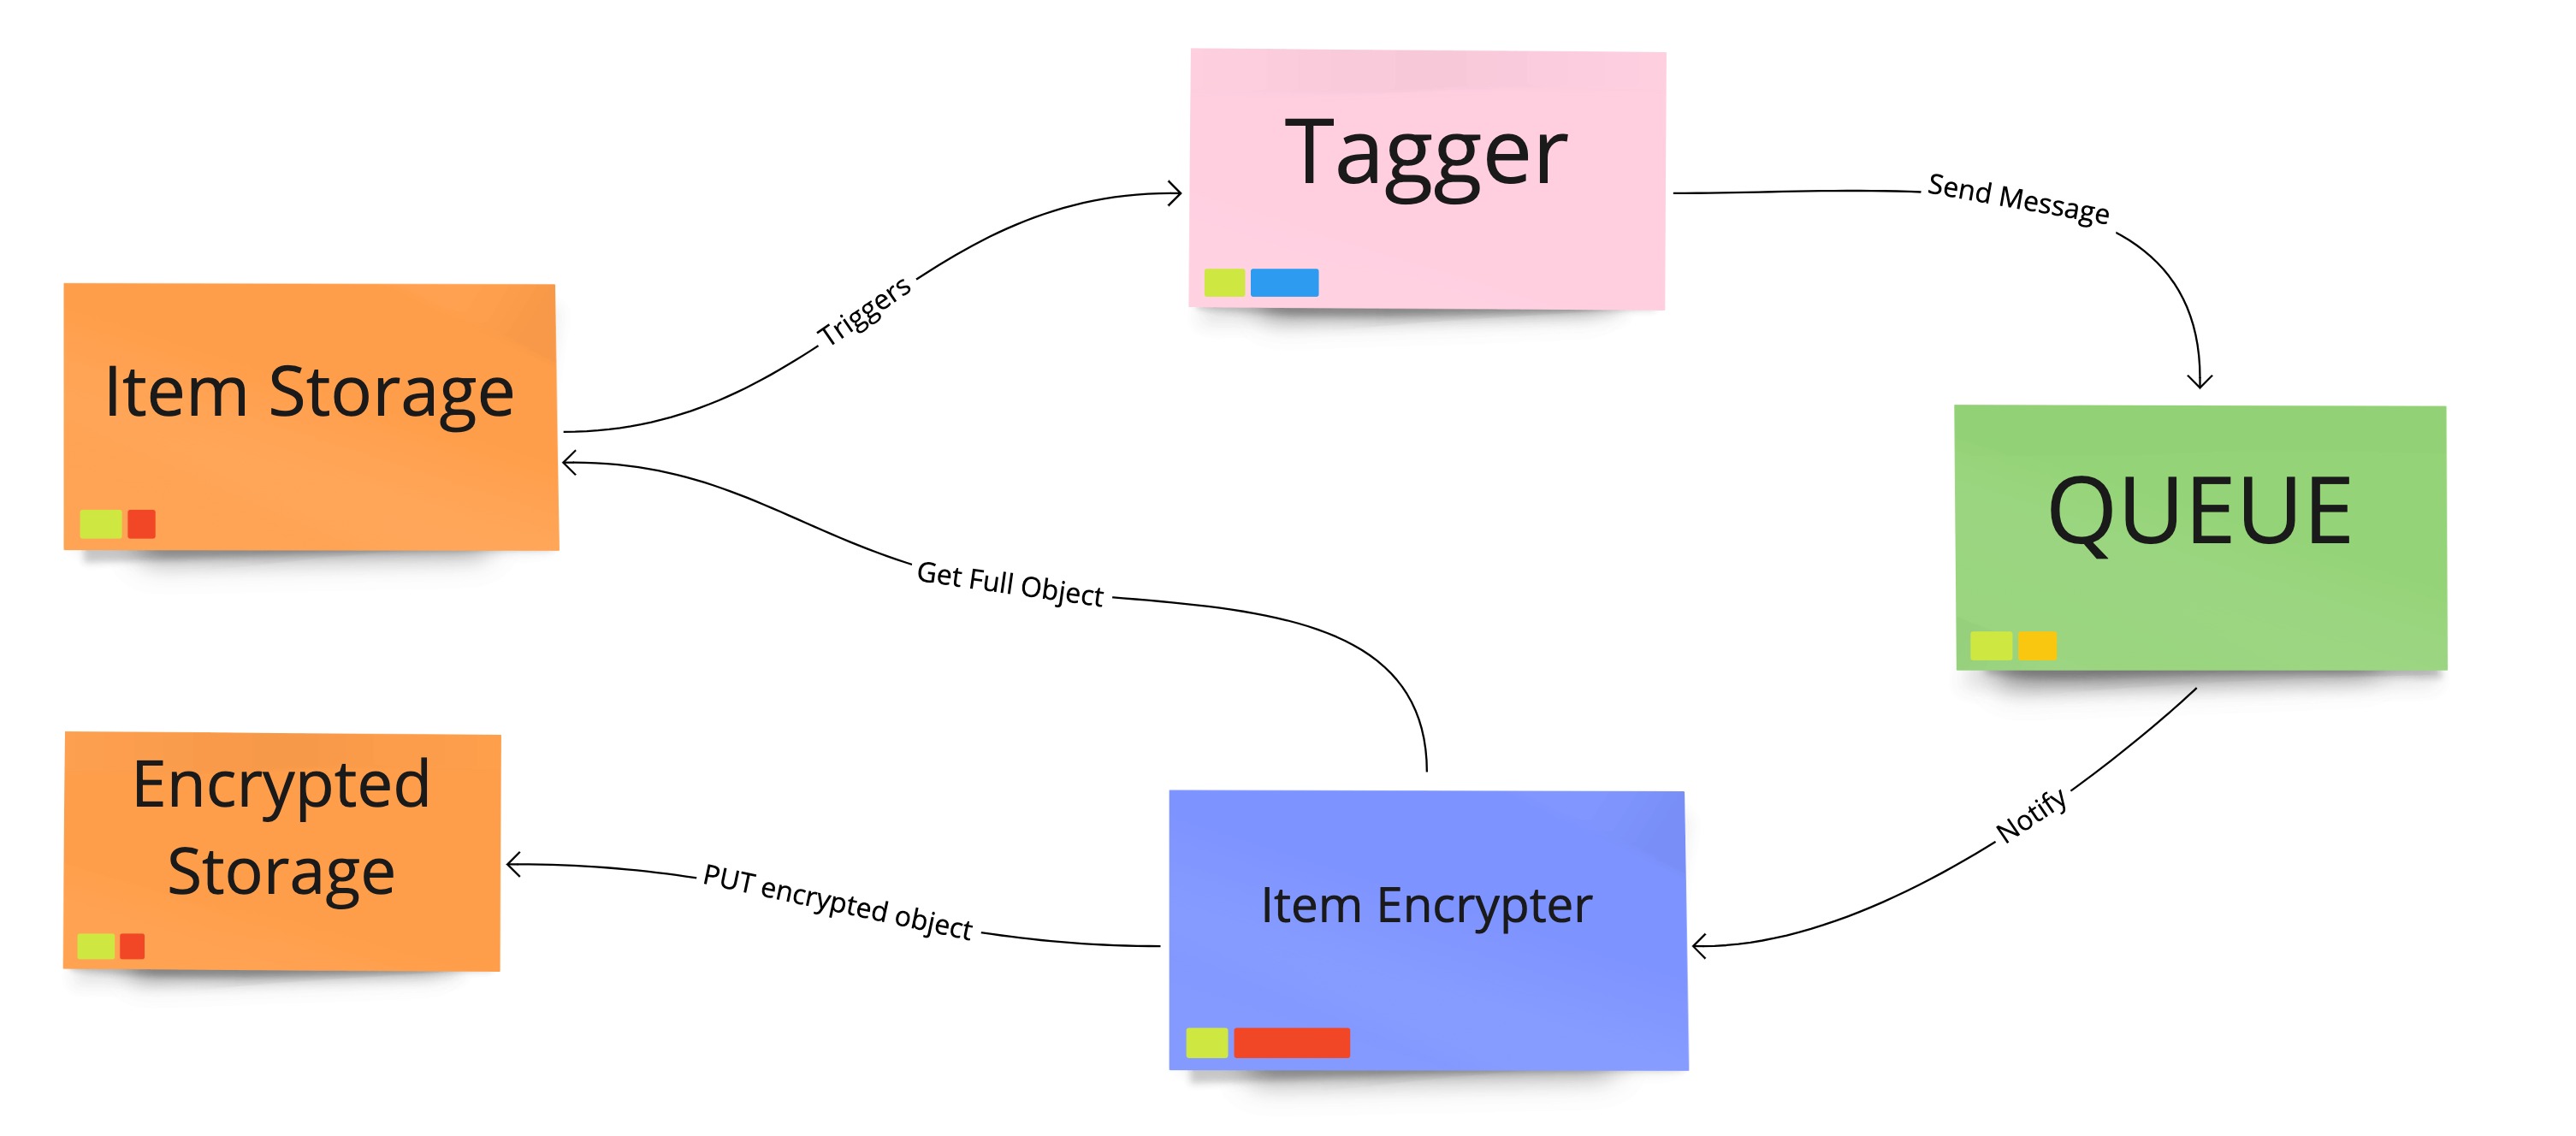 Tagger
Send Message
Triggers
Item Storage
QUEUE
Get Full Object
Encrypted
Storage
Notify
PUT encrypted object
Item Encrypter